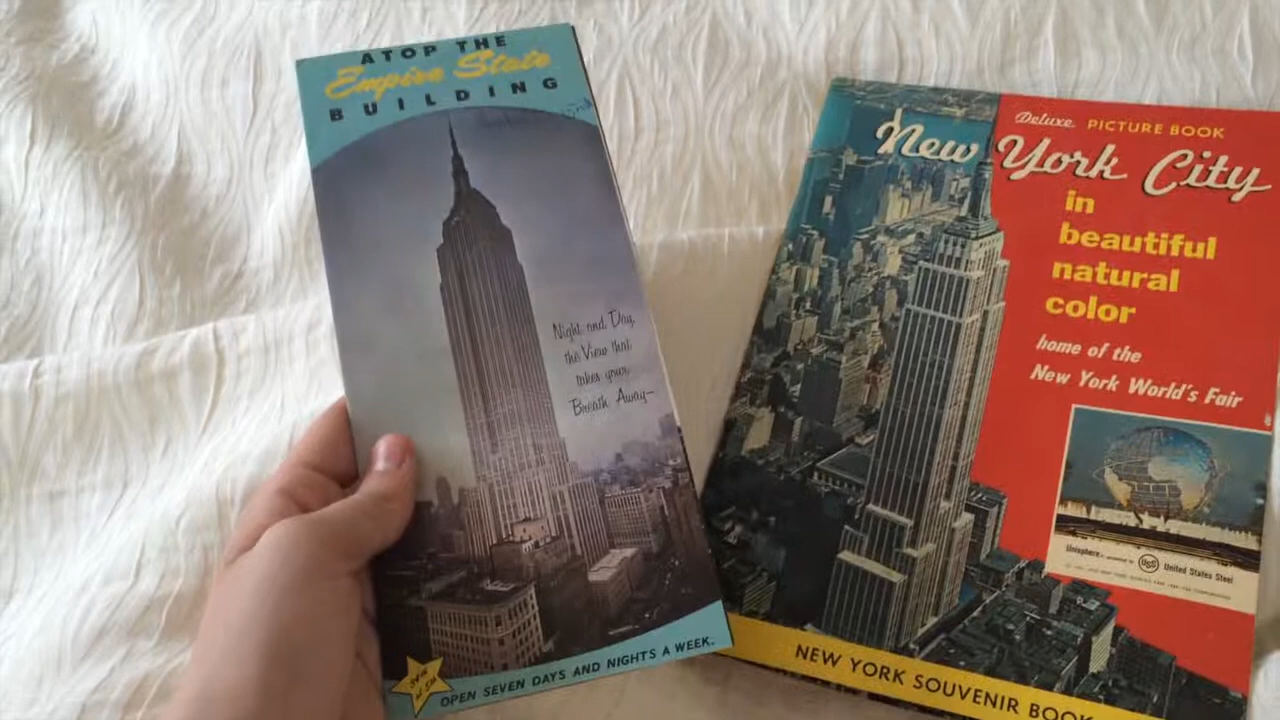 ATOP THE
Empire State
BUILDING
Night and Day,
the View that
takes your
Breath Away—
OPEN SEVEN DAYS AND NIGHTS A WEEK.
Deluxe PICTURE BOOK
New York City
in
beautiful
natural
color
home of the
New York World's Fair
Unisphere
USS United States Steel
NEW YORK SOUVENIR BOOK